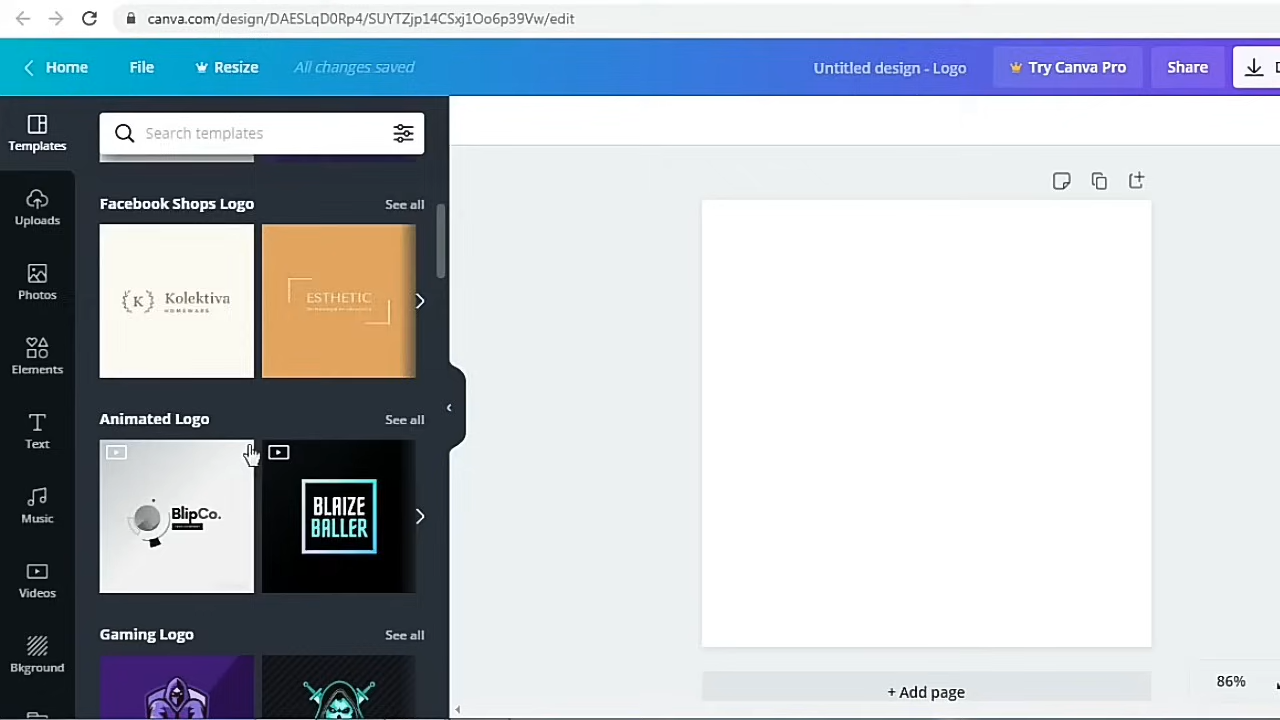 canva.com/design/DAESLqD0Rp4/SUYTZjp14CSxj1Oo6p39Vw/edit
Home
File
Resize
All changes saved
Untitled design - Logo
Try Canva Pro
Share
Templates
Search templates
Uploads
Facebook Shops Logo
See all
K
Kolektiva
HOMEWARE
ESTHETIC
Photos
Elements
Animated Logo
See all
Text
BlipCo.
BLAIZE
BALLER
Music
Videos
Gaming Logo
See all
Bkground
+ Add page
86%